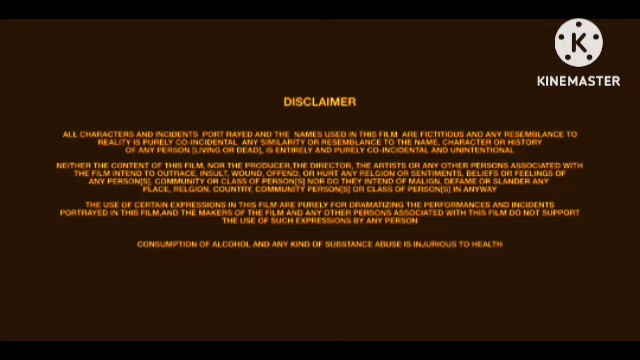 KINEMASTER
DISCLAIMER
ALL CHARACTERS AND INCIDENTS PORT RAYED AND THE NAMES USED IN THIS FILM ARE FICTITIOUS AND ANY RESEMBLANCE TO
REALITY IS PURELY CO-INCIDENTAL ANY SIMILARITY OR RESEMBLANCE TO THE NAME, CHARACTER OR HISTORY
OF ANY PERSON [LIVING OR DEAD], IS ENTIRELY AND PURELY CO-INCIDENTAL AND UNINTENTIONAL
NEITHER THE CONTENT OF THIS FILM, NOR THE PRODUCER,THE DIRECTOR, THE ARTISTS OR ANY OTHER PERSONS ASSOCIATED WITH
THE FILM INTEND TO OUTRACE, INSULT, WOUND, OFFEND, OR HURT ANY RELIGION OR SENTIMENTS, BELIEFS OR FEELINGS OF
ANY PERSON[S], COMMUNITY OR CLASS OF PERSON[S] NOR DO THEY INTEND OF MALIGN, DEFAME OR SLANDER ANY
PLACE, RELIGION, COUNTRY, COMMUNITY PERSON[S] OR CLASS OF PERSON[S] IN ANYWAY
THE USE OF CERTAIN EXPRESSIONS IN THIS FILM ARE PURELY FOR DRAMATIZING THE PERFORMANCES AND INCIDENTS
PORTRAYED IN THIS FILM,AND THE MAKERS OF THE FILM AND ANY OTHER PERSONS ASSOCIATED WITH THIS FILM DO NOT SUPPORT
THE USE OF SUCH EXPRESSIONS BY ANY PERSON
CONSUMPTION OF ALCOHOL AND ANY KIND OF SUBSTANCE ABUSE IS INJURIOUS TO HEALTH